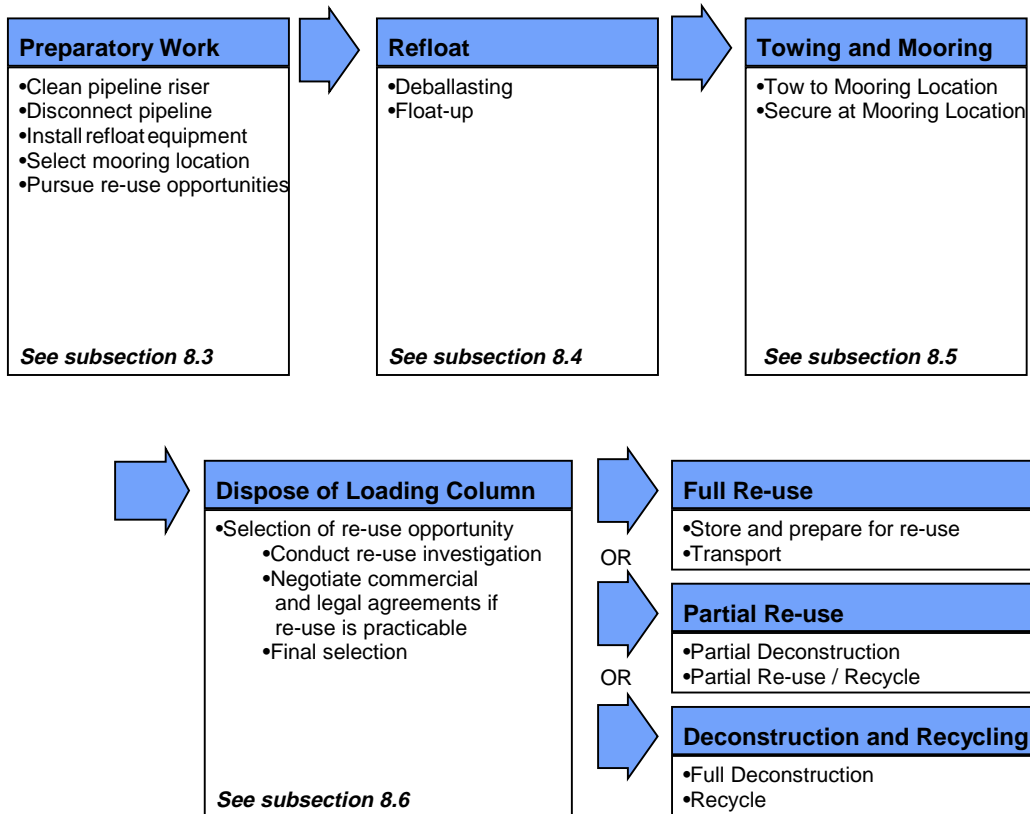 Preparatory Work
•Clean pipeline riser
•Disconnect pipeline
•Install refloat equipment
•Select mooring location
•Pursue re-use opportunities
See subsection 8.3
Refloat
•Deballasting
•Float-up
See subsection 8.4
Towing and Mooring
•Tow to Mooring Location
•Secure at Mooring Location
See subsection 8.5
Dispose of Loading Column
•Selection of re-use opportunity
•Conduct re-use investigation
•Negotiate commercial
and legal agreements if
re-use is practicable
•Final selection
See subsection 8.6
Full Re-use
•Store and prepare for re-use
•Transport
OR
Partial Re-use
•Partial Deconstruction
•Partial Re-use / Recycle
OR
Deconstruction and Recycling
•Full Deconstruction
•Recycle